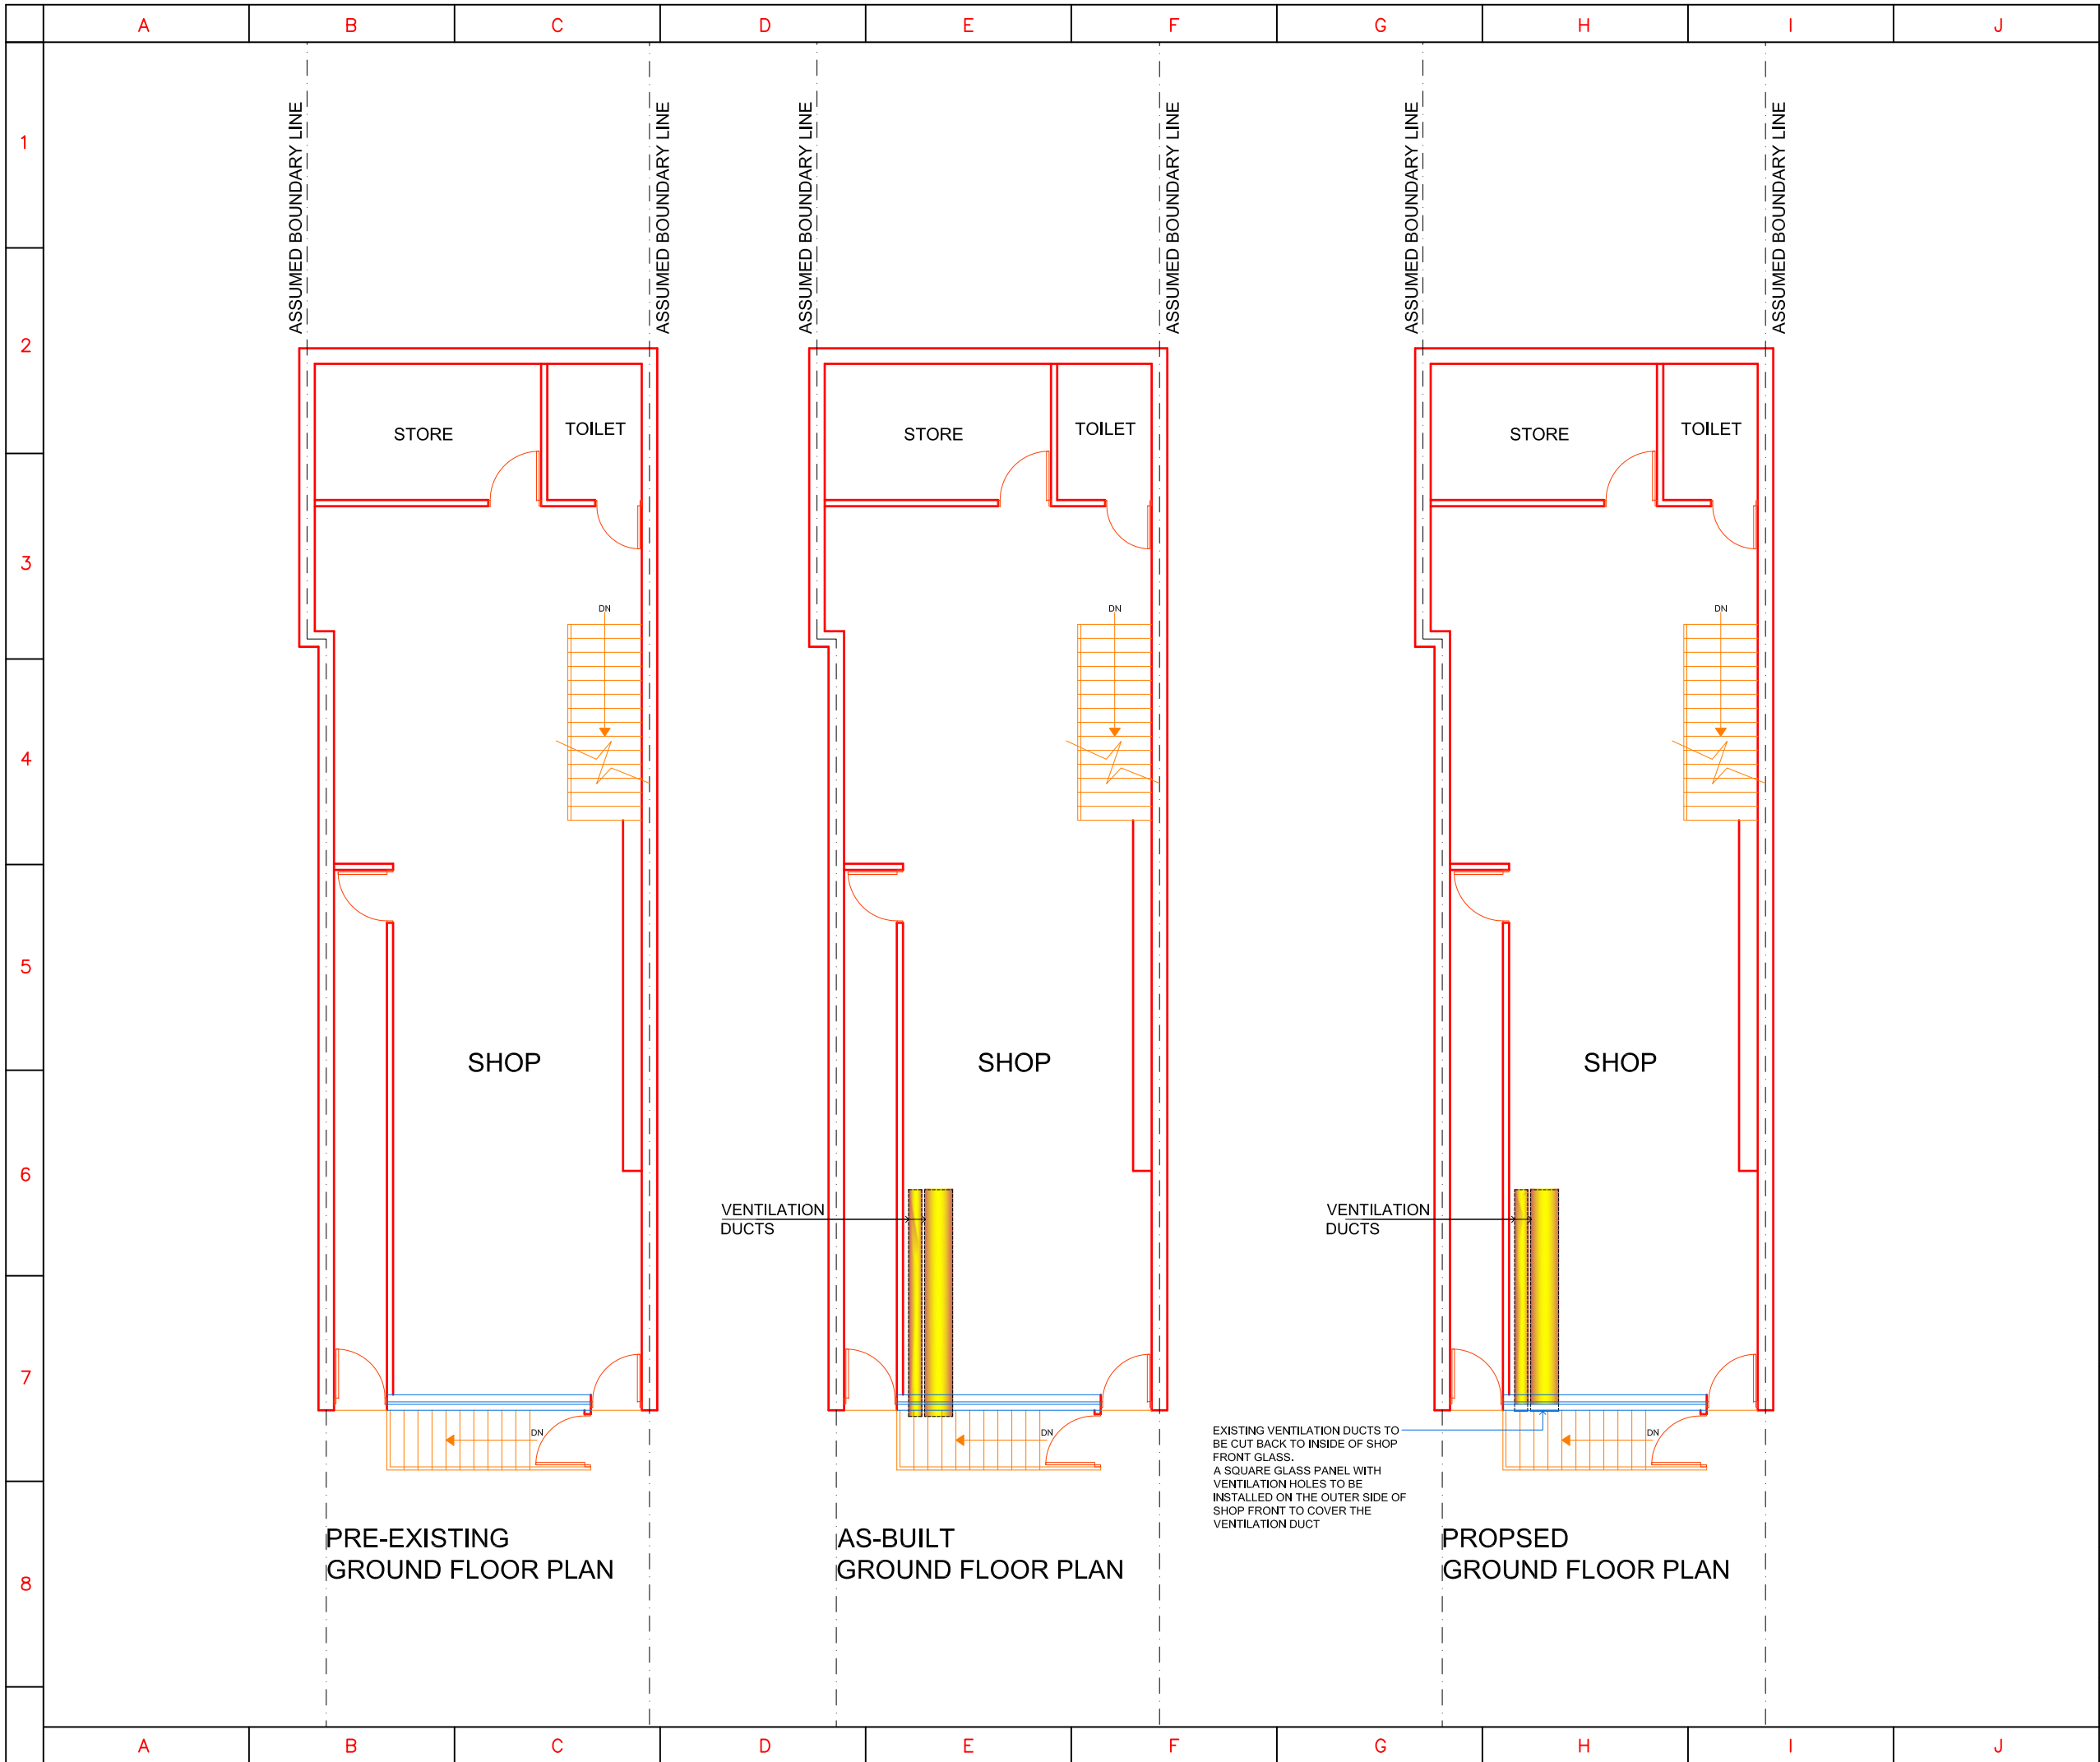 A B C D E F G H I J
1
2
3
4
5
6
7
8
ASSUMED BOUNDARY LINE
ASSUMED BOUNDARY LINE
STORE
TOILET
DN
SHOP
DN
PRE-EXISTING
GROUND FLOOR PLAN
ASSUMED BOUNDARY LINE
ASSUMED BOUNDARY LINE
STORE
TOILET
DN
SHOP
VENTILATION
DUCTS
DN
AS-BUILT
GROUND FLOOR PLAN
ASSUMED BOUNDARY LINE
ASSUMED BOUNDARY LINE
STORE
TOILET
DN
SHOP
VENTILATION
DUCTS
DN
EXISTING VENTILATION DUCTS TO
BE CUT BACK TO INSIDE OF SHOP
FRONT GLASS.
A SQUARE GLASS PANEL WITH
VENTILATION HOLES TO BE
INSTALLED ON THE OUTER SIDE OF
SHOP FRONT TO COVER THE
VENTILATION DUCT
PROPSED
GROUND FLOOR PLAN
A B C D E F G H I J